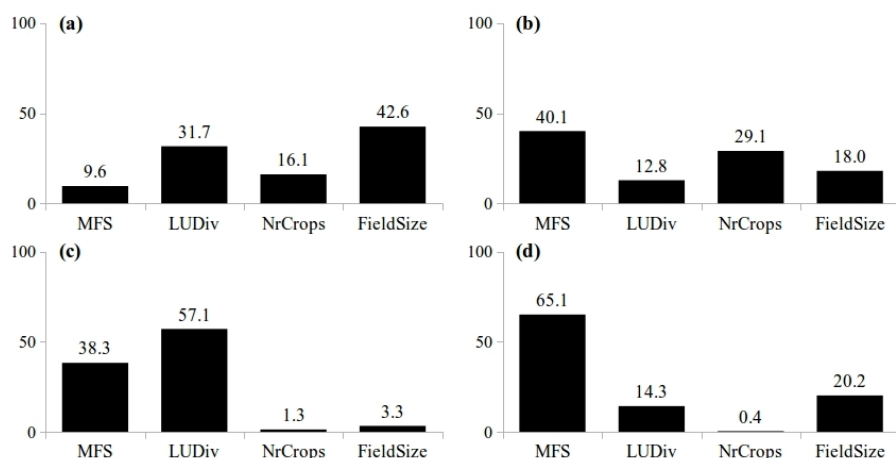 100 (a)
50
0
9.6 31.7 16.1 42.6
MFS LUDiv NrCrops FieldSize
100 (b)
50
0
40.1 12.8 29.1 18.0
MFS LUDiv NrCrops FieldSize
100 (c)
50
0
38.3 57.1 1.3 3.3
MFS LUDiv NrCrops FieldSize
100 (d)
50
0
65.1 14.3 0.4 20.2
MFS LUDiv NrCrops FieldSize